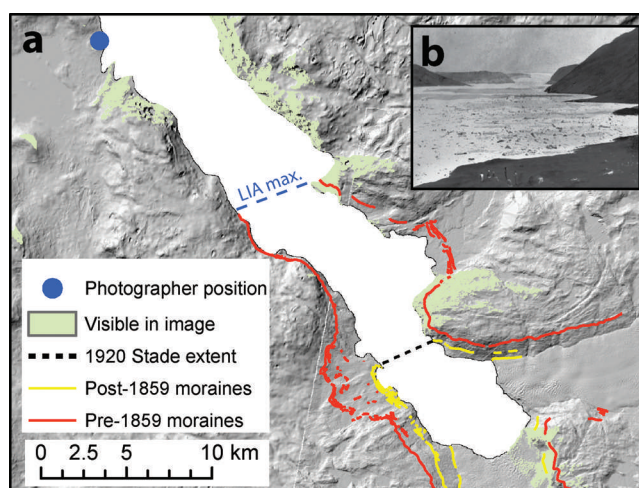 a
b
LIA max.
Photographer position
Visible in image
1920 Stade extent
Post-1859 moraines
Pre-1859 moraines
0 2.5 5 10 km